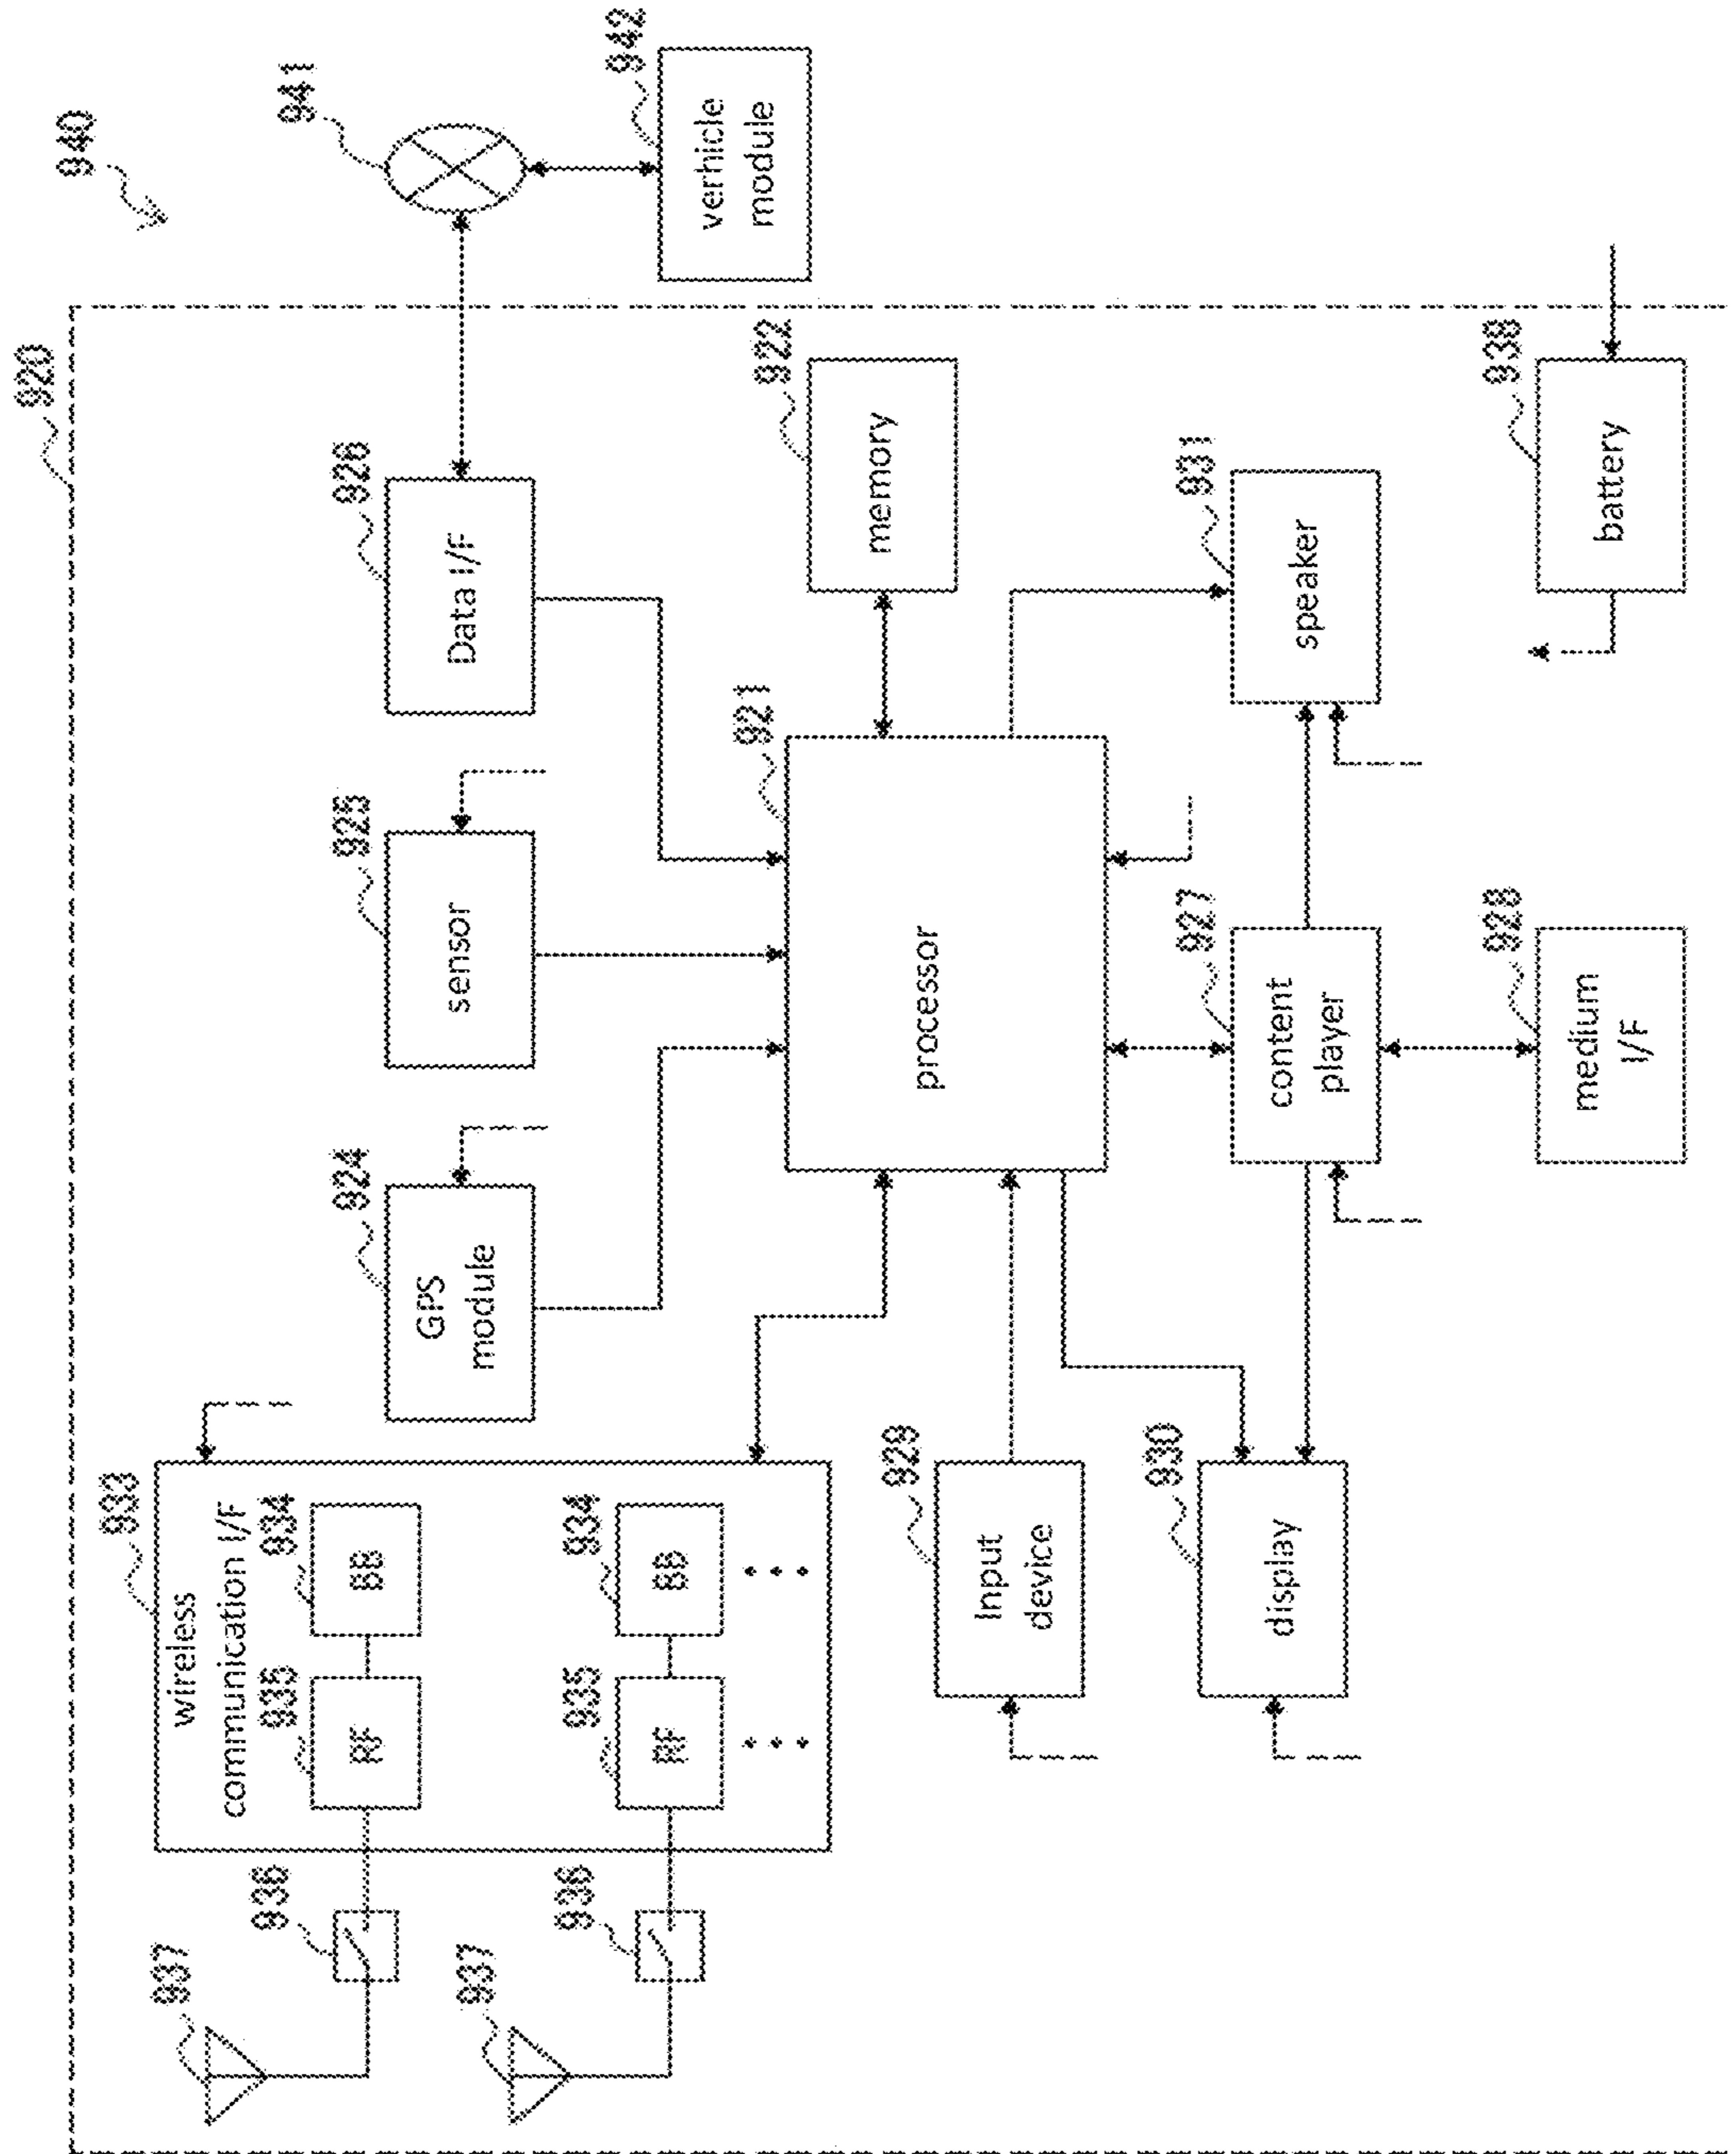 920
940
937
936
933
wireless
communication I/F
935
934
RF
BB
937
936
935
934
RF
BB
924
GPS
module
925
sensor
926
Data I/F
941
942
verhicle
module
921
processor
922
memory
929
Input
device
930
display
927
content
player
931
speaker
928
medium
I/F
938
battery